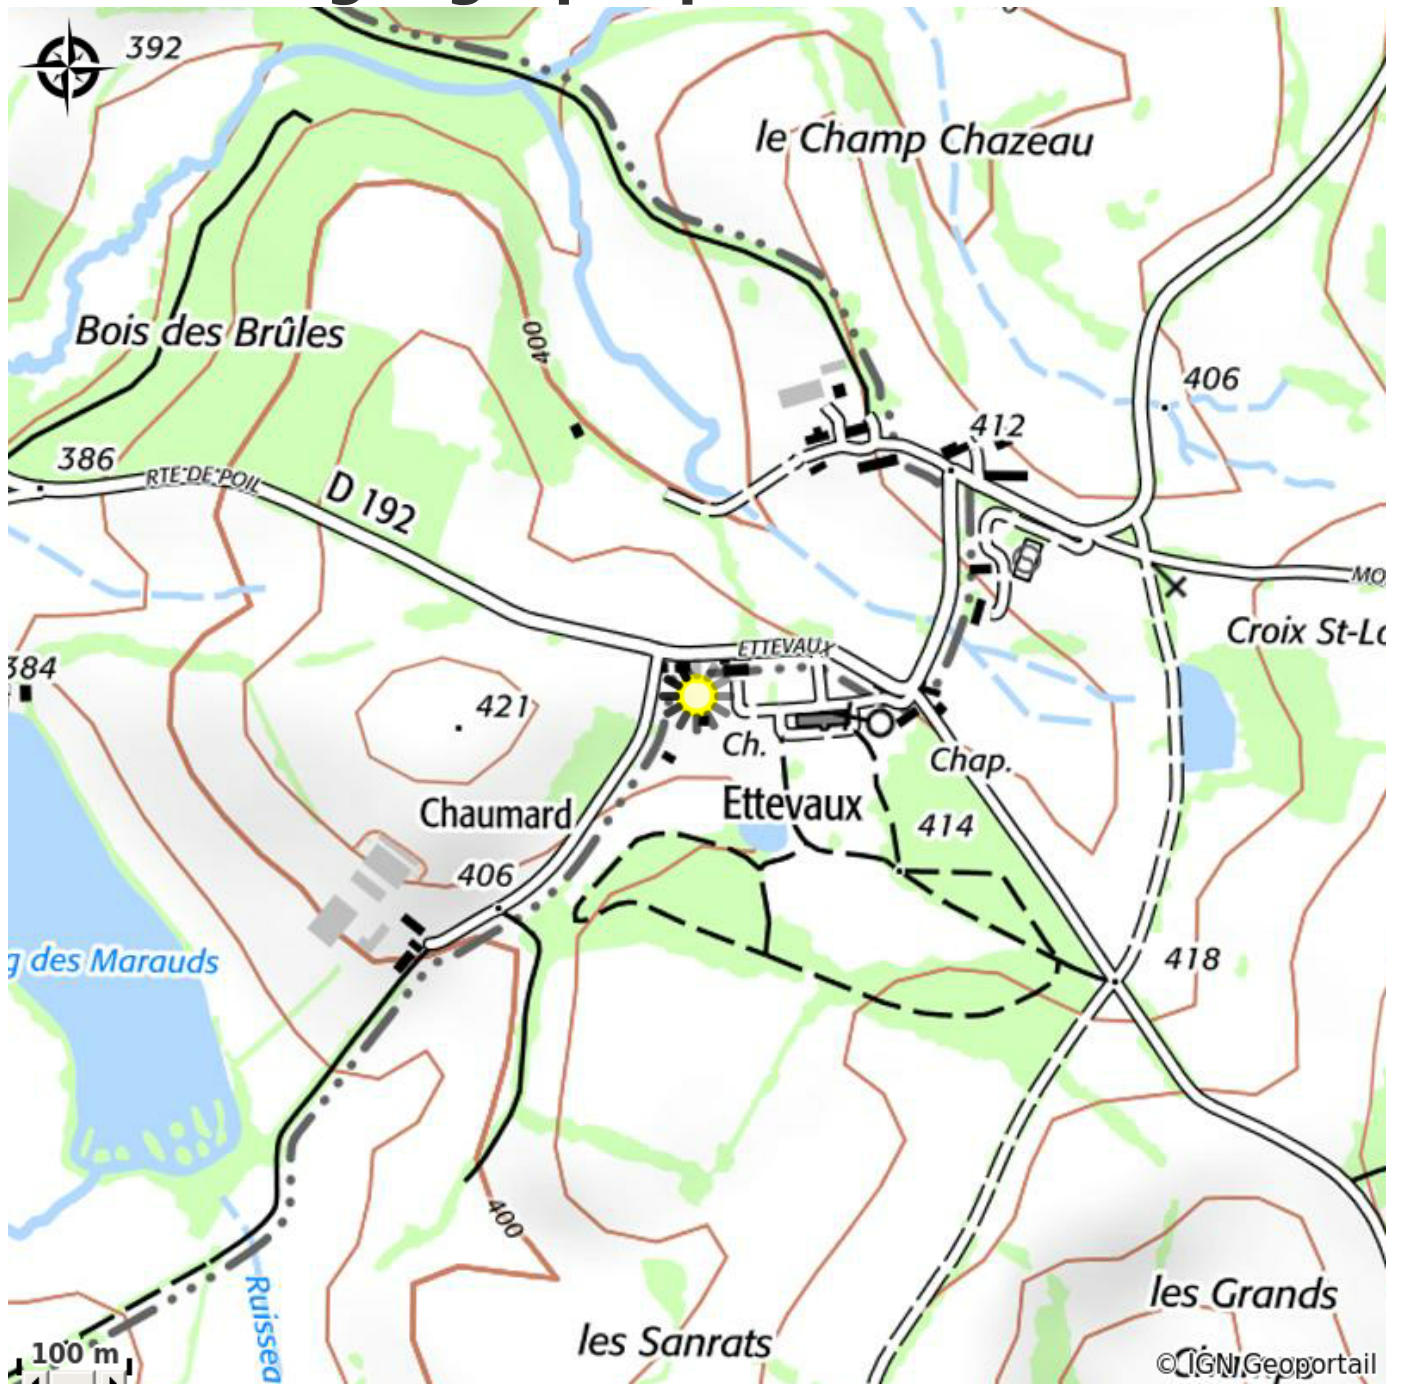 392
le Champ Chazeau
Bois des Brûles
400
406
412
386
RTE DE POIL
D 192
MO
Croix St-Lo
ETTEVAUX
384
421
Ch.
Chap.
Chaumard
Ettevaux
414
406
g des Marauds
418
400
Ruissea
les Grands
les Sanrats
100 m
© IGN Geoportail